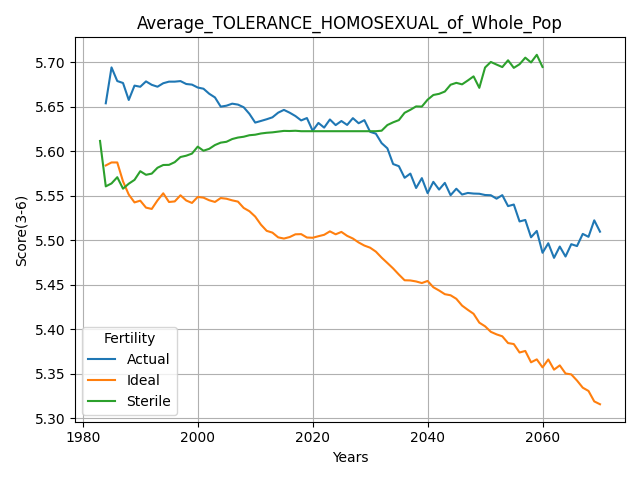 Average_TOLERANCE_HOMOSEXUAL_of_Whole_Pop
5.70
5.65
5.60
5.55
5.50
5.45
5.40
5.35
5.30
Score(3-6)
Fertility
Actual
Ideal
Sterile
1980
2000
2020
2040
2060
Years